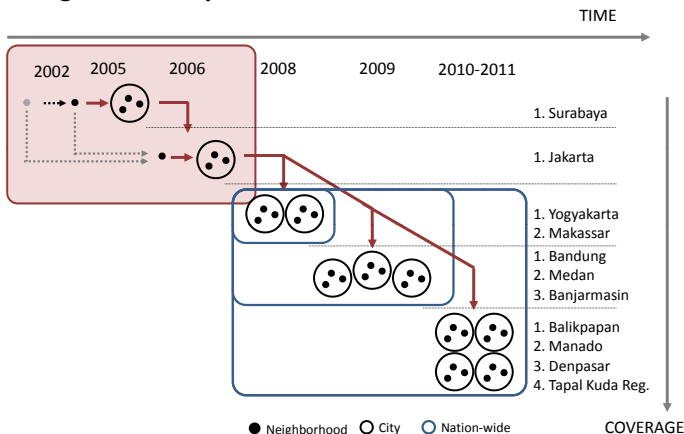 TIME
2002 2005 2006 2008 2009 2010-2011
1. Surabaya
1. Jakarta
1. Yogyakarta
2. Makassar
1. Bandung
2. Medan
3. Banjarmasin
1. Balikpapan
2. Manado
3. Denpasar
4. Tapal Kuda Reg.
Neighborhood City Nation-wide
COVERAGE